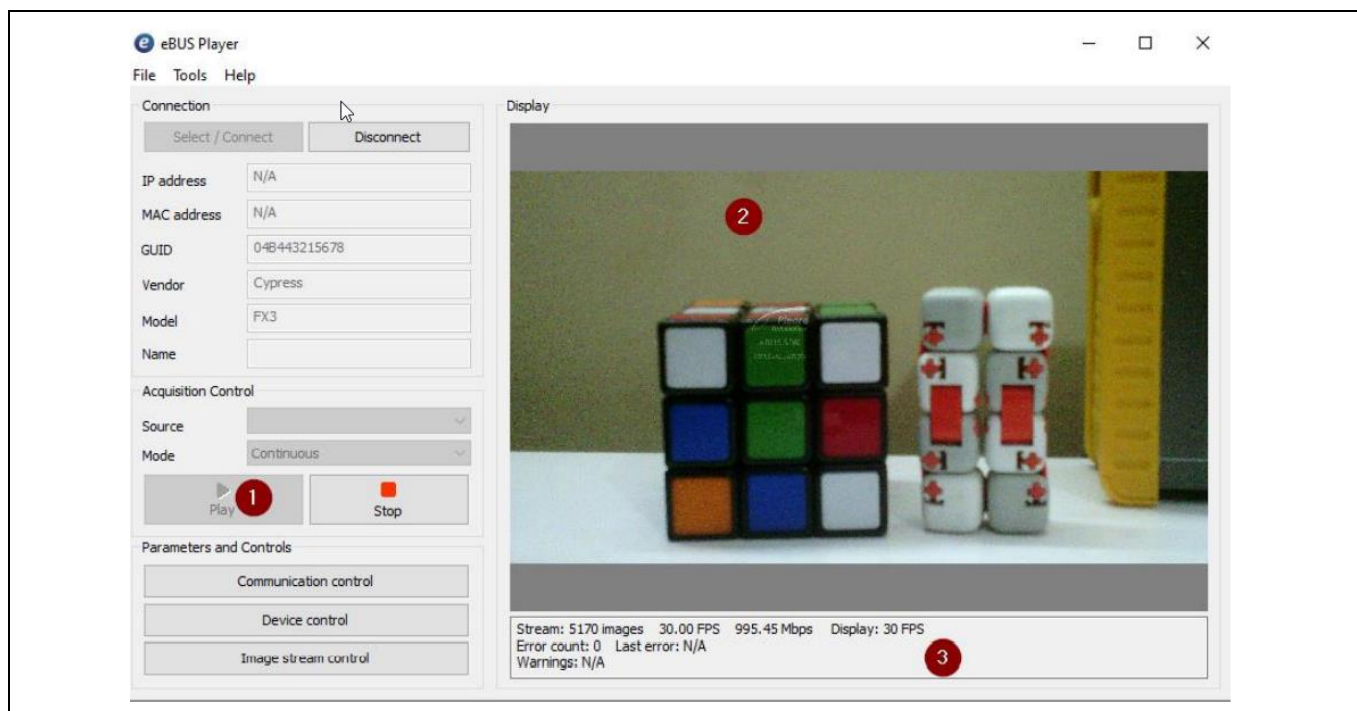 eBUS Player
File Tools Help
Connection
Select / Connect
Disconnect
IP address N/A
MAC address N/A
GUID 04B443215678
Vendor Cypress
Model FX3
Name
Acquisition Control
Source
Mode Continuous
Play 1
Stop
Parameters and Controls
Communication control
Device control
Image stream control
Display
2
Stream: 5170 images 30.00 FPS 995.45 Mbps Display: 30 FPS
Error count: 0 Last error: N/A
Warnings: N/A
3